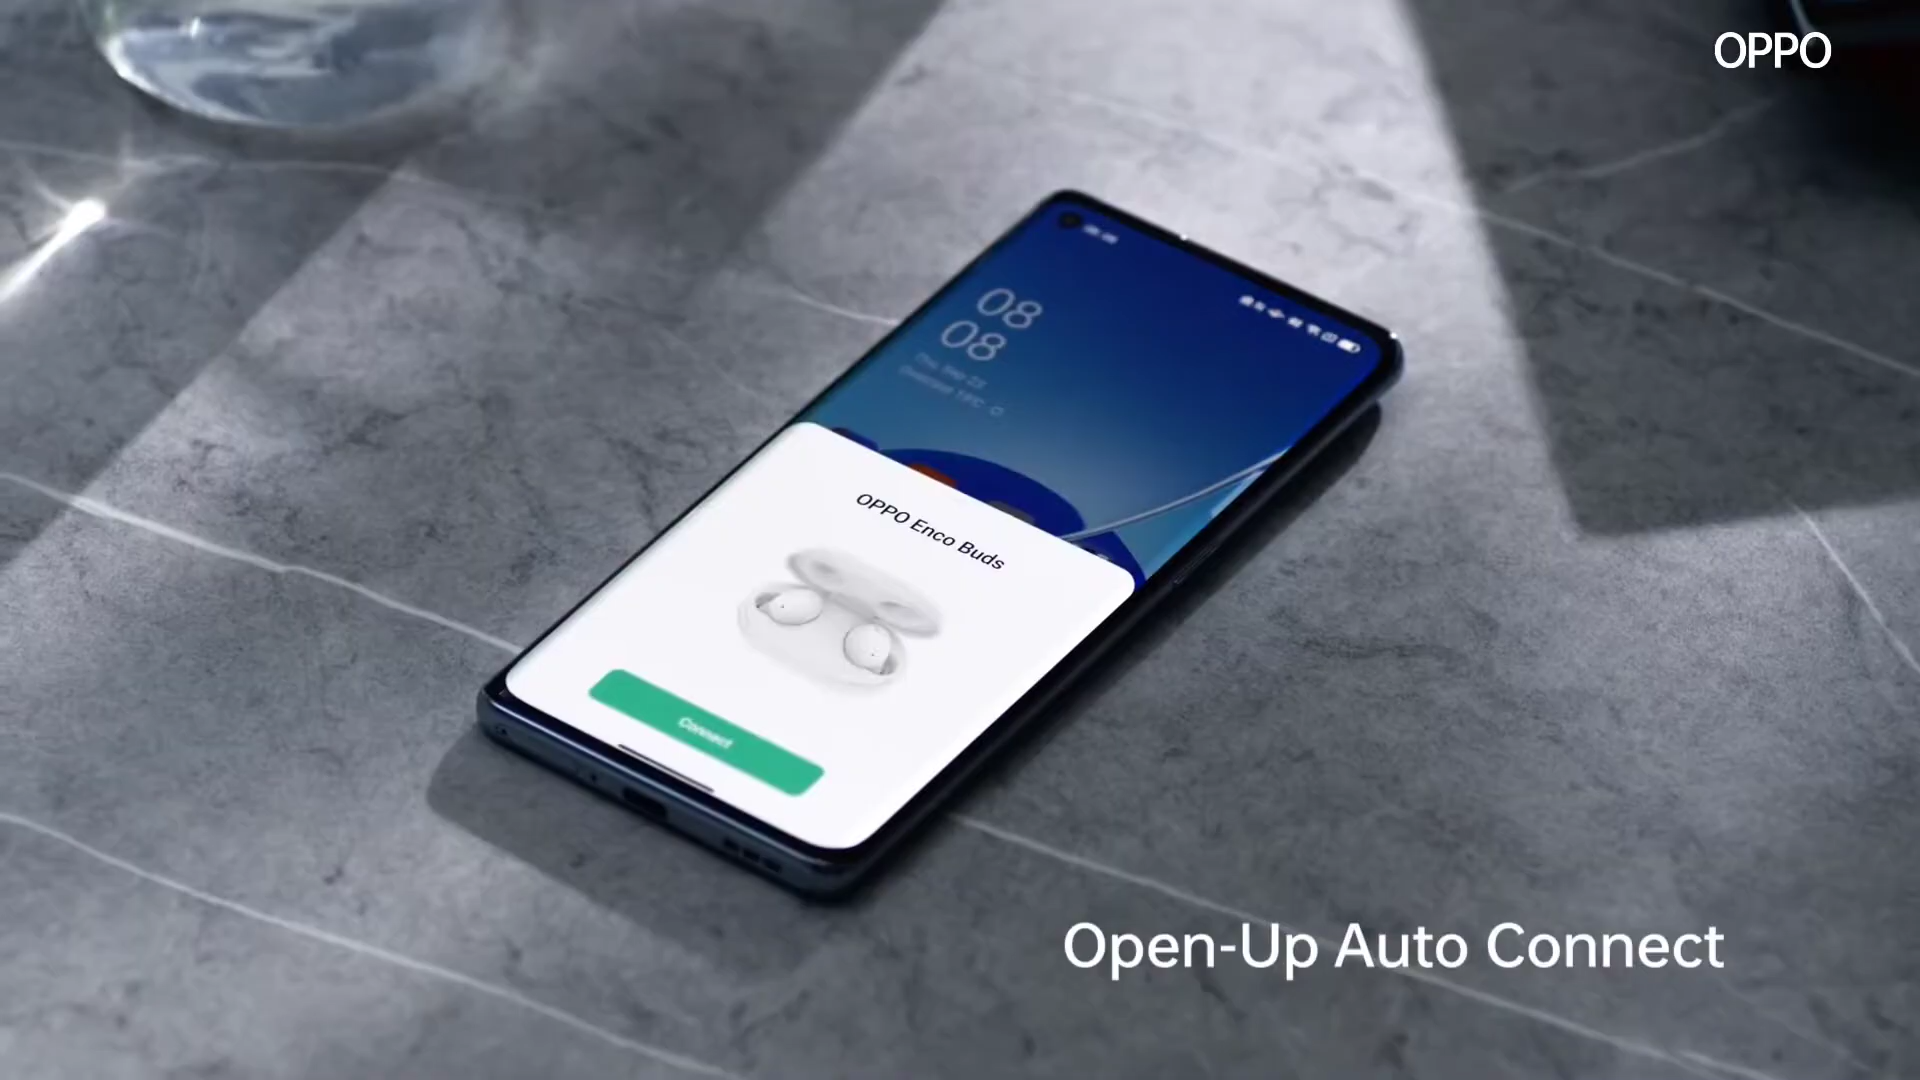 OPPO
08
08
OPPO Enco Buds
Connect
Open-Up Auto Connect